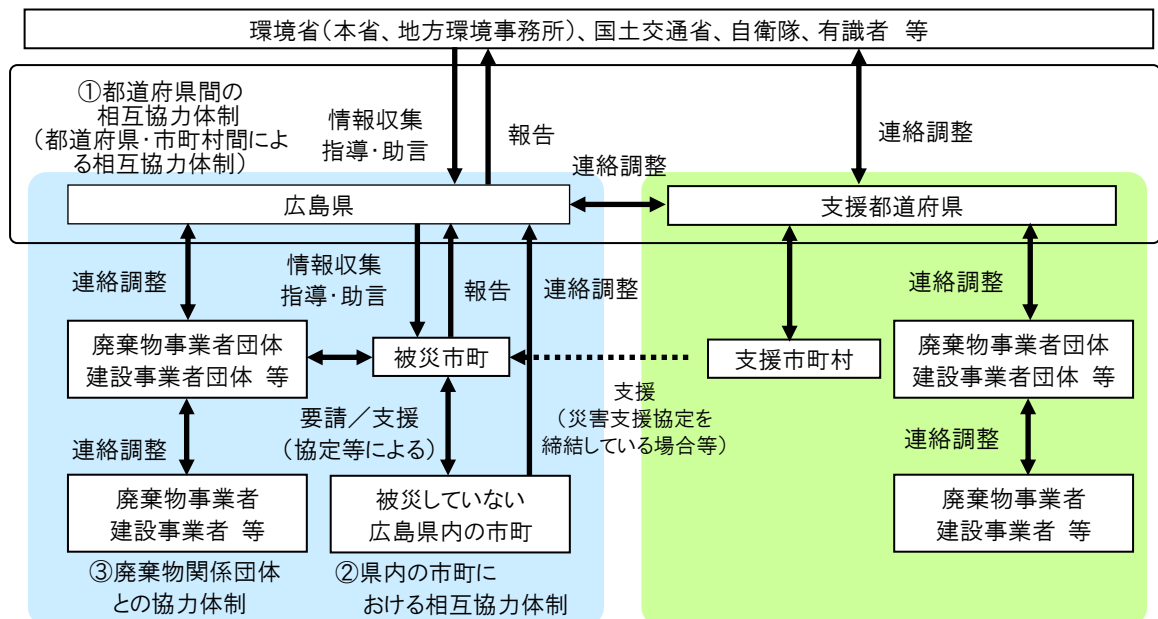 環境省(本省、地方環境事務所)、国土交通省、自衛隊、有識者 等
①都道府県間の
相互協力体制
(都道府県・市町村間によ
る相互協力体制)
情報収集
指導・助言
報告
連絡調整
連絡調整
広島県
支援都道府県
連絡調整
情報収集
指導・助言
報告
連絡調整
連絡調整
廃棄物事業者団体
建設事業者団体 等
被災市町
支援市町村
廃棄物事業者団体
建設事業者団体 等
連絡調整
要請/支援
(協定等による)
支援
(災害支援協定を
締結している場合等)
連絡調整
廃棄物事業者
建設事業者 等
被災していない
広島県内の市町
廃棄物事業者
建設事業者 等
③廃棄物関係団体
との協力体制
②県内の市町に
おける相互協力体制